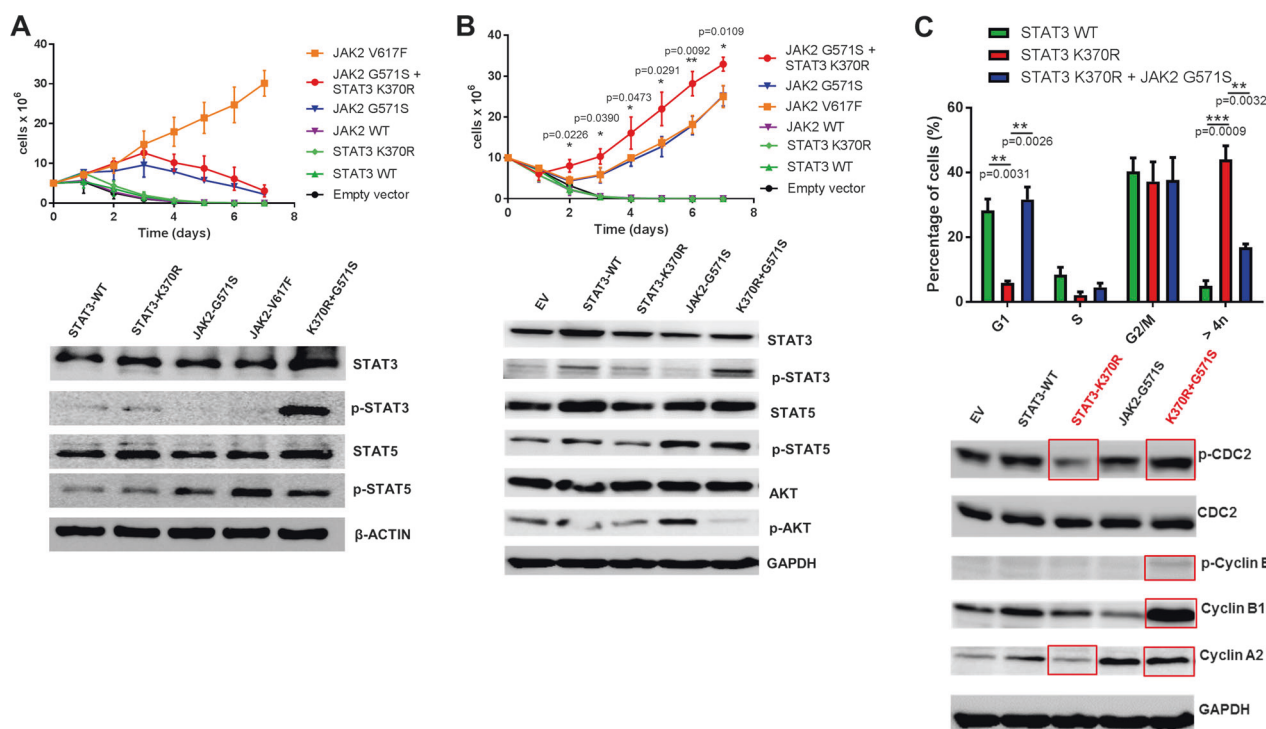 A
cells x 10⁶
40
30
20
10
0
0
2
4
6
8
Time (days)
JAK2 V617F
JAK2 G571S +
STAT3 K370R
JAK2 G571S
JAK2 WT
STAT3 K370R
STAT3 WT
Empty vector
STAT3-WT
STAT3-K370R
JAK2-G571S
JAK2-V617F
K370R+G571S
STAT3
p-STAT3
STAT5
p-STAT5
β-ACTIN
B
cells x 10⁶
40
30
20
10
0
0
2
4
6
8
Time (days)
p=0.0226
*
p=0.0390
*
p=0.0473
*
p=0.0291
*
p=0.0092
**
p=0.0109
*
JAK2 G571S +
STAT3 K370R
JAK2 G571S
JAK2 V617F
JAK2 WT
STAT3 K370R
STAT3 WT
Empty vector
EV
STAT3-WT
STAT3-K370R
JAK2-G571S
K370R+G571S
STAT3
p-STAT3
STAT5
p-STAT5
AKT
p-AKT
GAPDH
C
STAT3 WT
STAT3 K370R
STAT3 K370R + JAK2 G571S
Percentage of cells (%)
60
40
20
0
**
p=0.0031
**
p=0.0026
***
p=0.0009
**
p=0.0032
G1
S
G2/M
> 4n
EV
STAT3-WT
STAT3-K370R
JAK2-G571S
K370R+G571S
p-CDC2
CDC2
p-Cyclin B
Cyclin B1
Cyclin A2
GAPDH